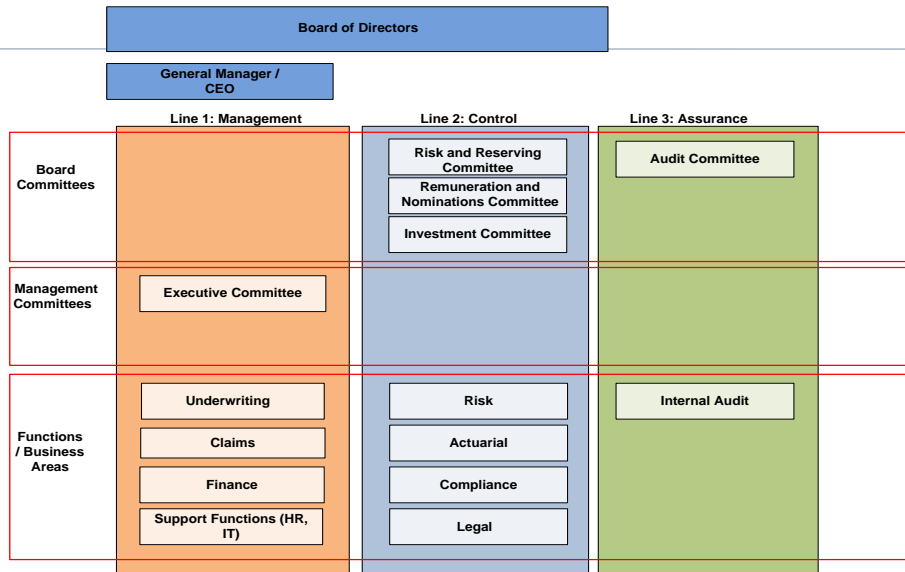 Board of Directors
General Manager /
CEO
Line 1: Management
Line 2: Control
Line 3: Assurance
Board
Committees
Risk and Reserving
Committee
Remuneration and
Nominations Committee
Investment Committee
Audit Committee
Management
Committees
Executive Committee
Functions
/ Business
Areas
Underwriting
Claims
Finance
Support Functions (HR,
IT)
Risk
Actuarial
Compliance
Legal
Internal Audit